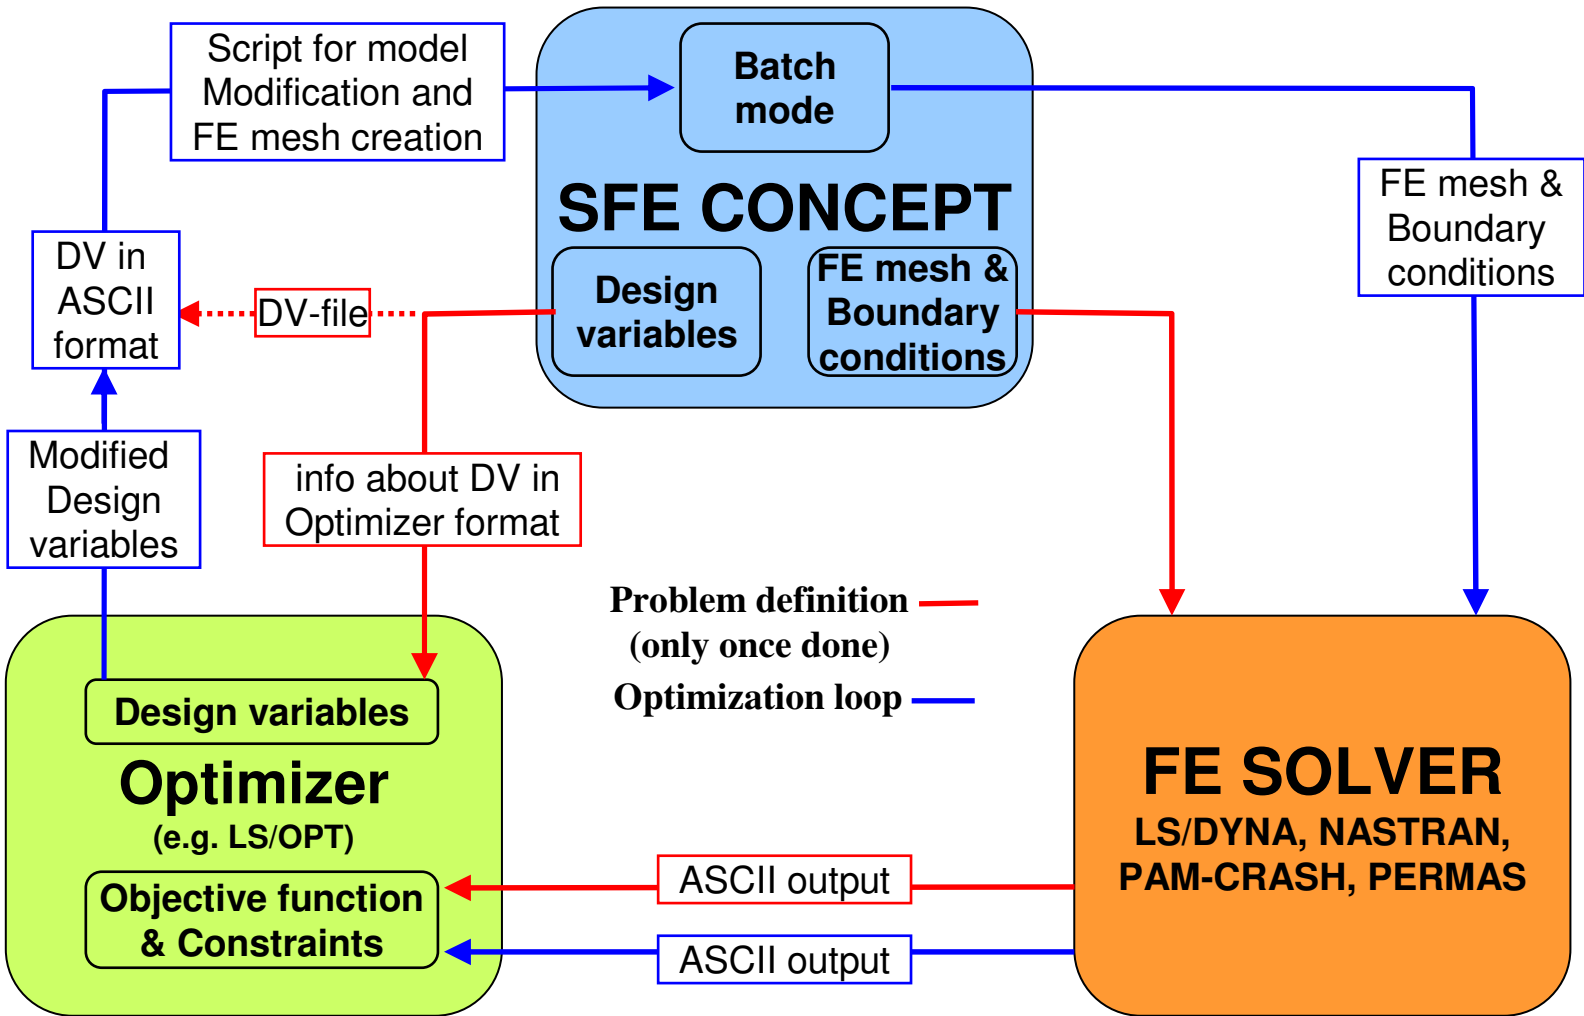 Script for model
Modification and
FE mesh creation
Batch
mode
SFE CONCEPT
FE mesh &
Boundary
conditions
DV in
ASCII
format
DV-file
Design
variables
FE mesh &
Boundary
conditions
Modified
Design
variables
info about DV in
Optimizer format
Problem definition
(only once done)
Optimization loop
Design variables
Optimizer
(e.g. LS/OPT)
Objective function
& Constraints
ASCII output
ASCII output
FE SOLVER
LS/DYNA, NASTRAN,
PAM-CRASH, PERMAS